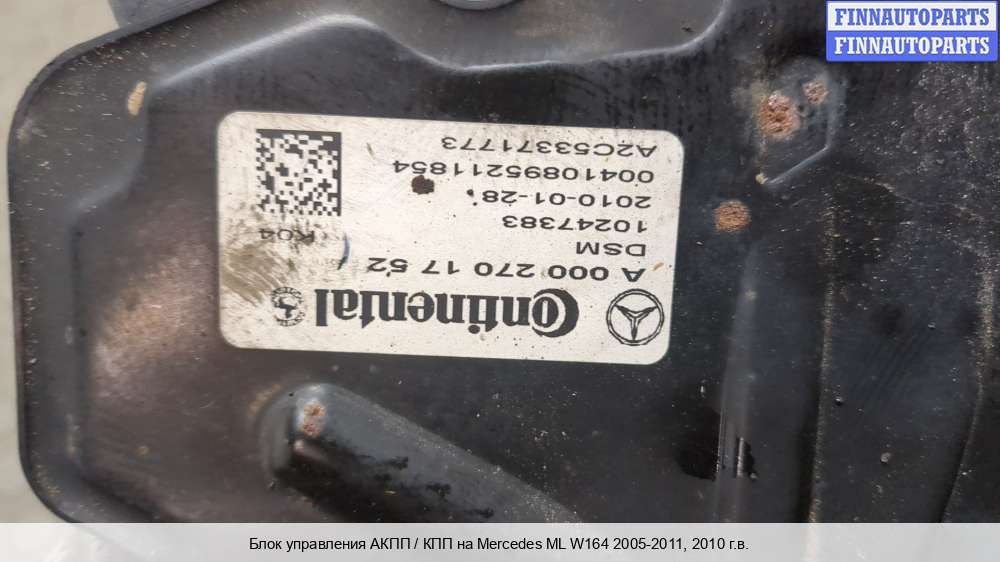 FINNAUTOPARTS
FINNAUTOPARTS
Continental
A 000 270 17 52
DSM
K04
10247383
2010-01-28
00410895211854
A2C53371773
Блок управления АКПП / КПП на Mercedes ML W164 2005-2011, 2010 г.в.